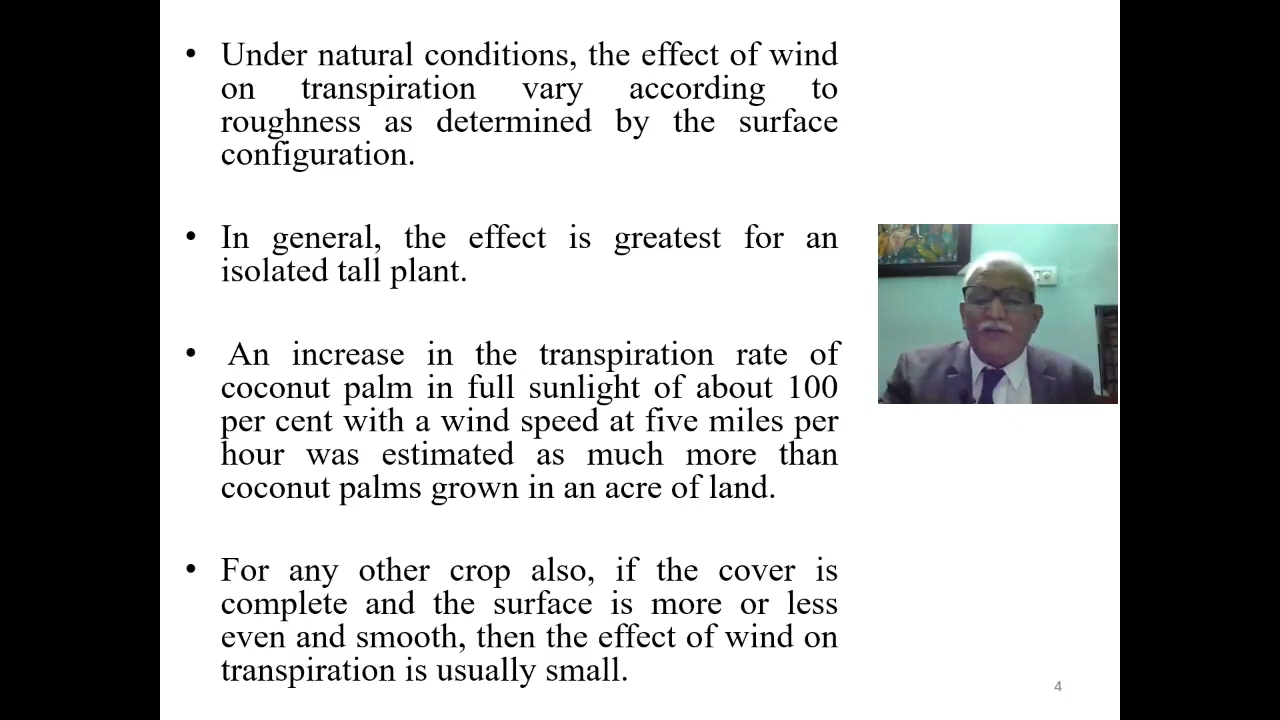 • Under natural conditions, the effect of wind
on transpiration vary according to
roughness as determined by the surface
configuration.
• In general, the effect is greatest for an
isolated tall plant.
• An increase in the transpiration rate of
coconut palm in full sunlight of about 100
per cent with a wind speed at five miles per
hour was estimated as much more than
coconut palms grown in an acre of land.
• For any other crop also, if the cover is
complete and the surface is more or less
even and smooth, then the effect of wind on
transpiration is usually small.
4